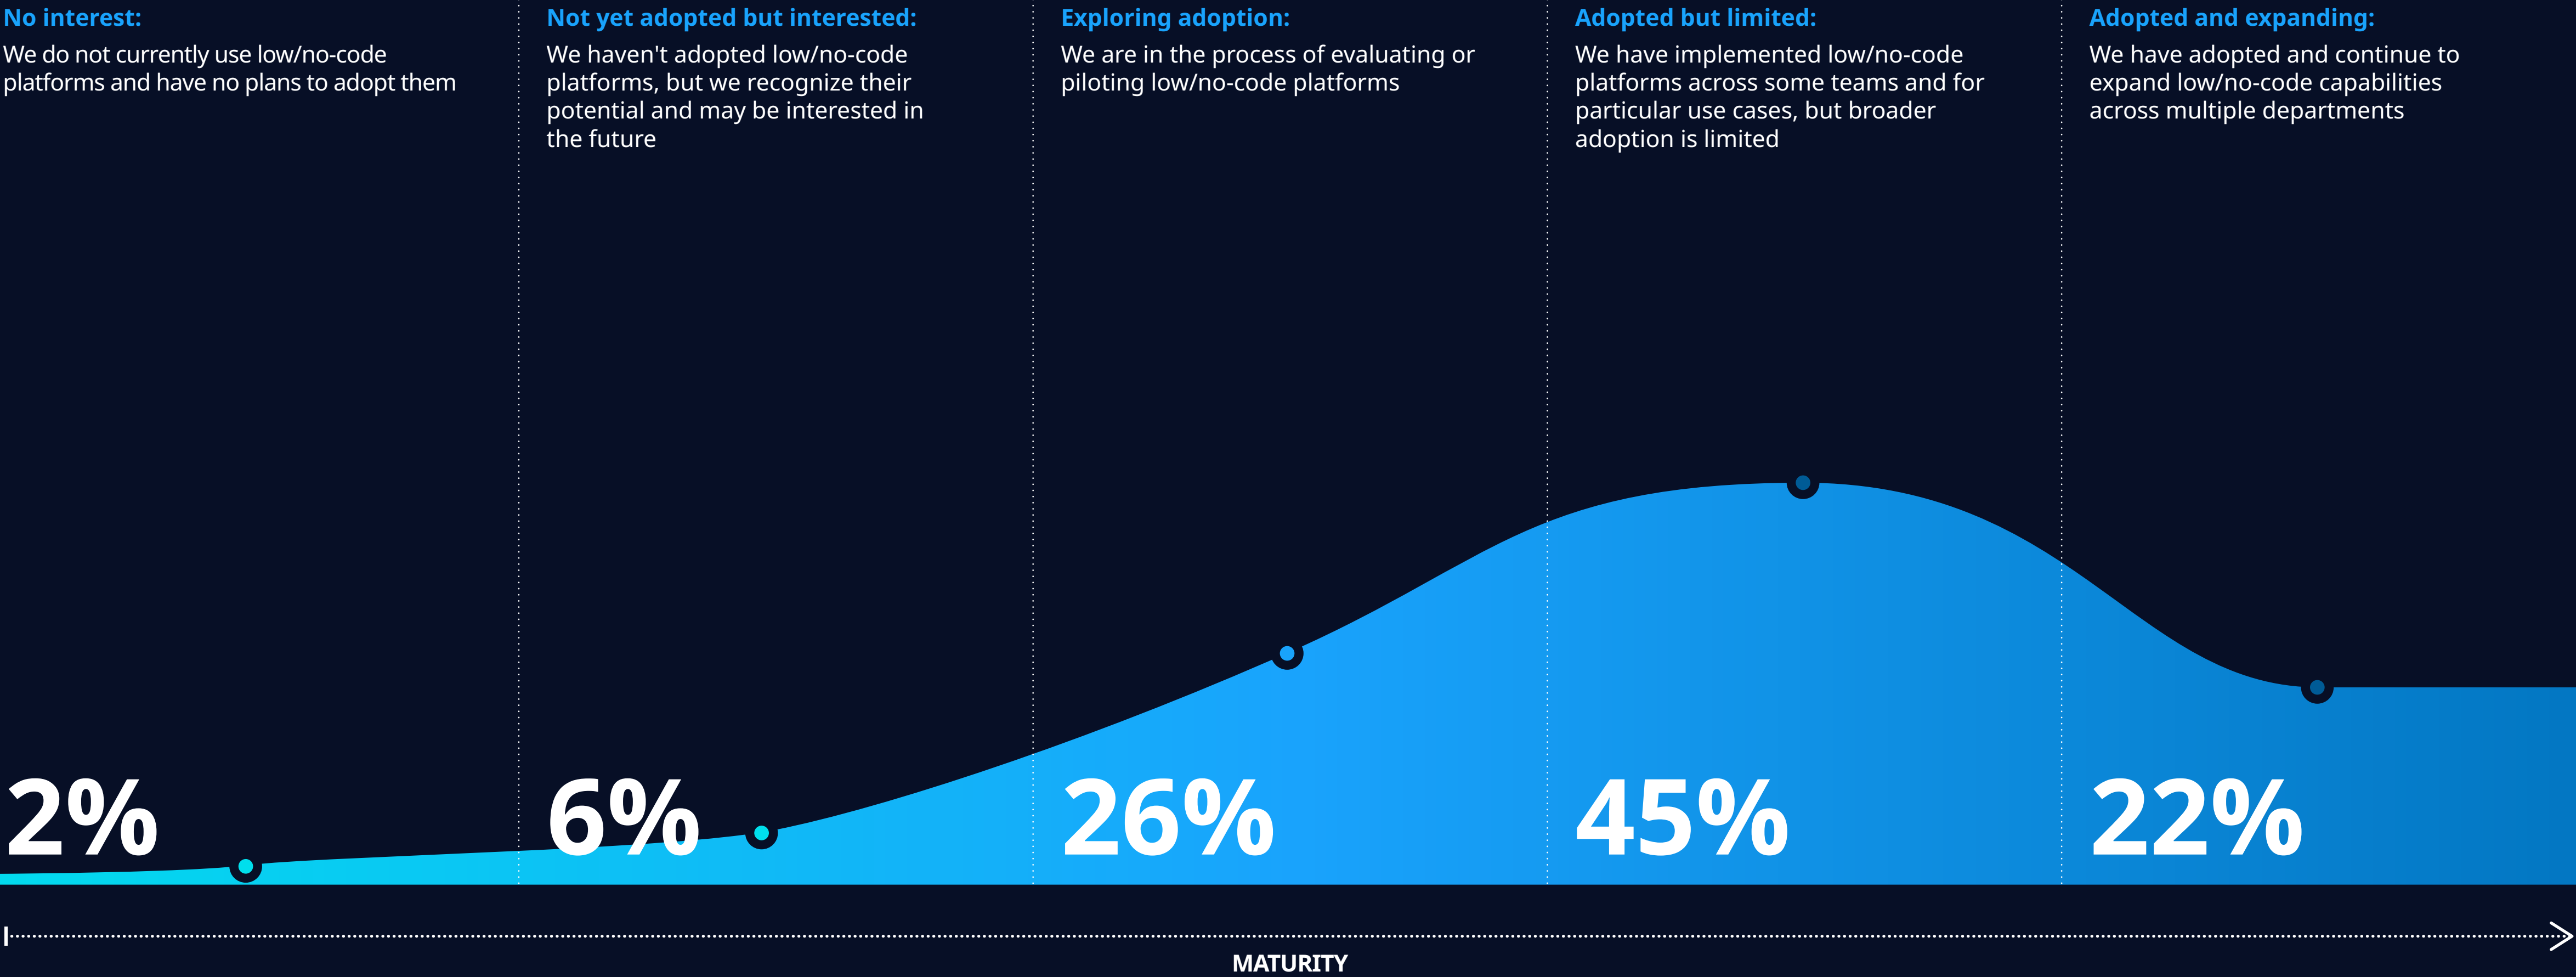 No interest:
We do not currently use low/no-code
platforms and have no plans to adopt them
Not yet adopted but interested:
We haven't adopted low/no-code
platforms, but we recognize their
potential and may be interested in
the future
Exploring adoption:
We are in the process of evaluating or
piloting low/no-code platforms
Adopted but limited:
We have implemented low/no-code
platforms across some teams and for
particular use cases, but broader
adoption is limited
Adopted and expanding:
We have adopted and continue to
expand low/no-code capabilities
across multiple departments
2%
6%
26%
45%
22%
MATURITY